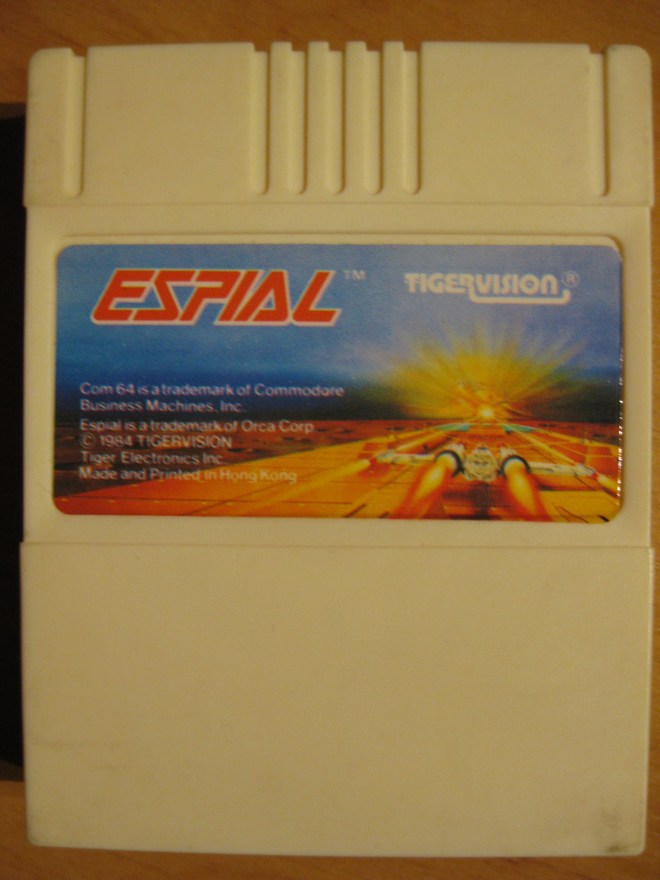 ESPIAL™
TIGERVISION®
Com 64 is a trademark of Commodore
Business Machines, Inc.
Espial is a trademark of Orca Corp.
© 1984 TIGERVISION
Tiger Electronics Inc.
Made and Printed in Hong Kong